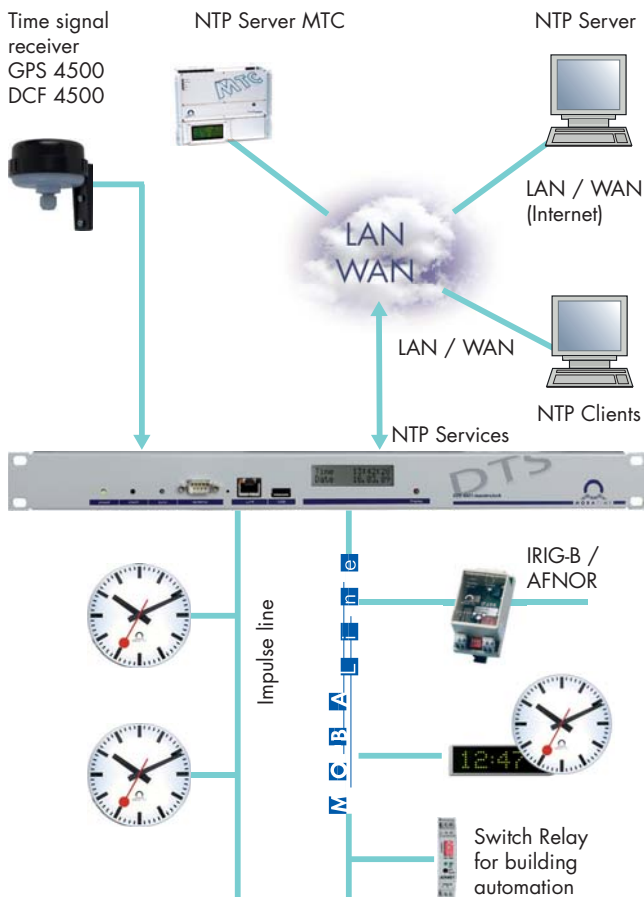 Time signal
receiver
GPS 4500
DCF 4500
NTP Server MTC
NTP Server
MTC
LAN / WAN
(Internet)
LAN
WAN
LAN / WAN
NTP Clients
NTP Services
DTS
Time
Date
Impulse line
MOBALine
IRIG-B /
AFNOR
12:47
Switch Relay
for building
automation